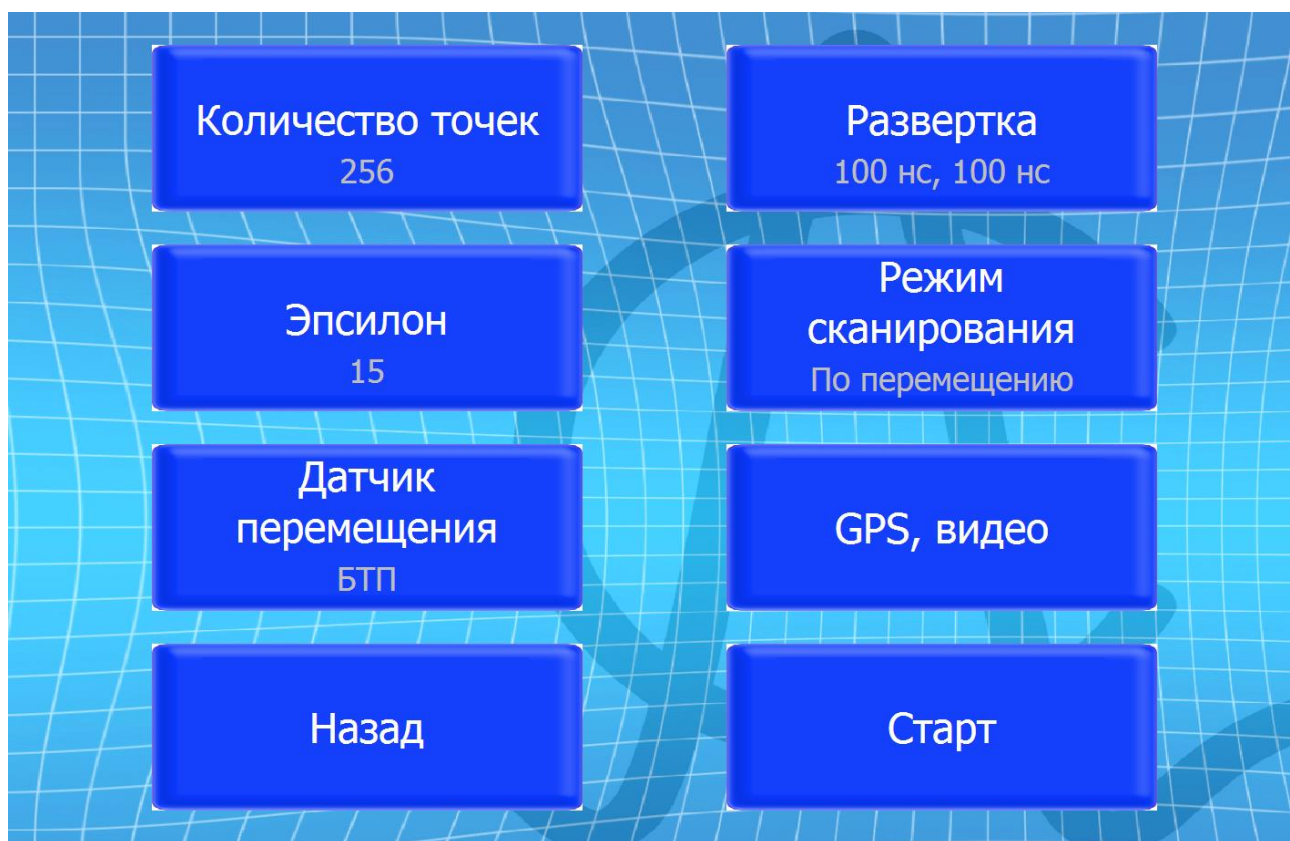 Количество точек
256
Развертка
100 нс, 100 нс
Эпсилон
15
Режим
сканирования
По перемещению
Датчик
перемещения
БТП
GPS, видео
Назад
Старт